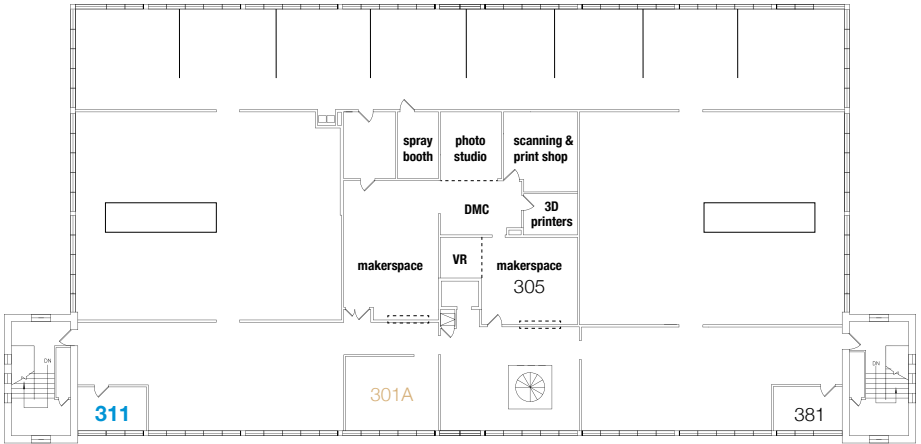 spray
booth
photo
studio
scanning &
print shop
DMC
3D
printers
makerspace
VR
makerspace
305
DN
DN
301A
311
381